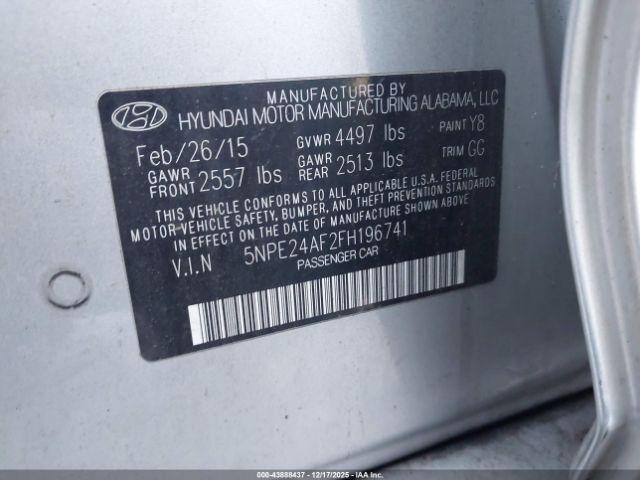 MANUFACTURED BY
HYUNDAI MOTOR MANUFACTURING ALABAMA, LLC
Feb/26/15 GVWR 4497 lbs PAINT Y8
GAWR FRONT 2557 lbs GAWR REAR 2513 lbs TRIM GG
THIS VEHICLE CONFORMS TO ALL APPLICABLE U.S.A. FEDERAL
MOTOR VEHICLE SAFETY, BUMPER, AND THEFT PREVENTION
STANDARDS IN EFFECT ON THE DATE OF MANUFACTURE SHOWN ABOVE.
V.I.N 5NPE24AF2FH196741
PASSENGER CAR
000-43888437 • 12/17/2025 • IAA Inc.